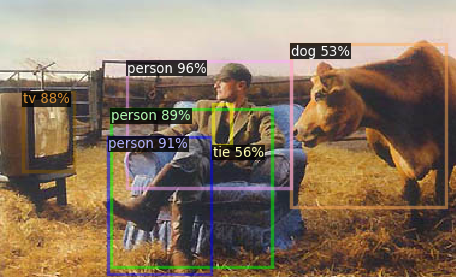 dog 53%
person 96%
tv 88%
person 89%
person 91%
tie 56%